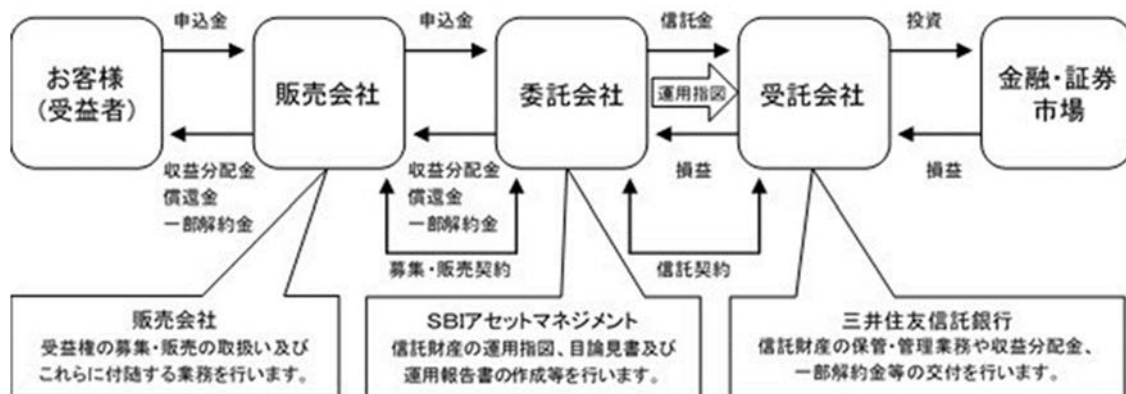 申込金
申込金
信託金
投資
お客様
(受益者)
販売会社
委託会社
運用指図
受託会社
金融・証券
市場
収益分配金
償還金
一部解約金
収益分配金
償還金
一部解約金
損益
損益
募集・販売契約
信託契約
販売会社
受益権の募集・販売の取扱い及び
これらに付随する業務を行います。
SBIアセットマネジメント
信託財産の運用指図、目論見書及び
運用報告書の作成等を行います。
三井住友信託銀行
信託財産の保管・管理業務や収益分配金、
一部解約金等の交付を行います。